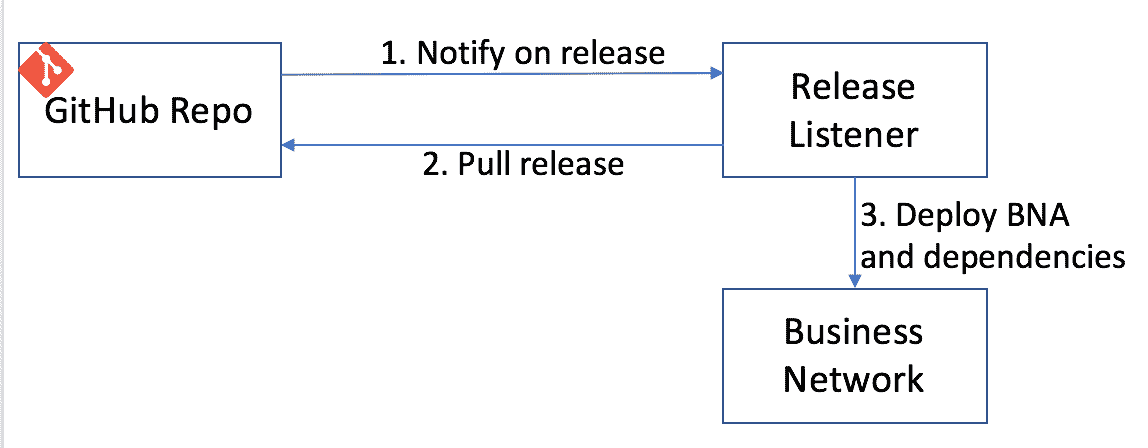 1. Notify on release
GitHub Repo
Release
Listener
2. Pull release
3. Deploy BNA
and dependencies
Business
Network